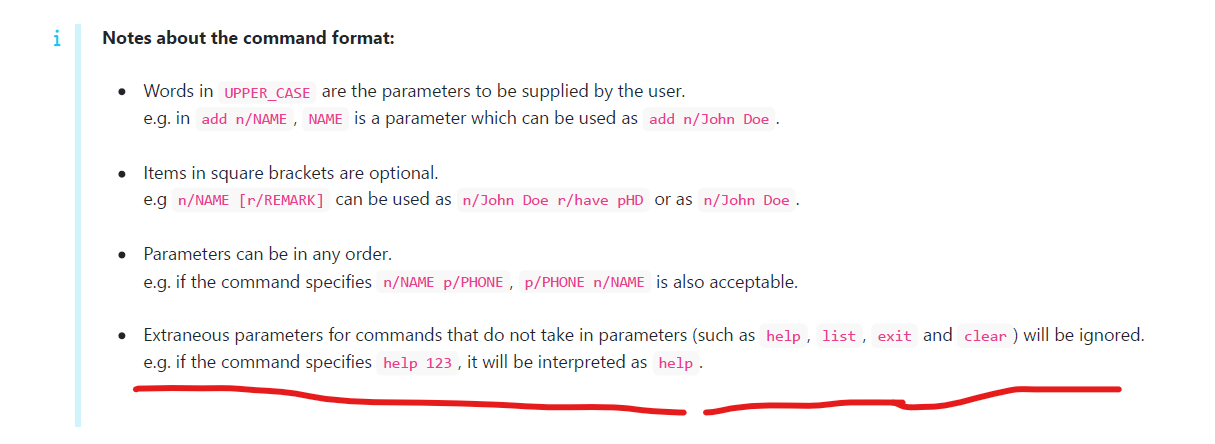 i Notes about the command format:
• Words in UPPER_CASE are the parameters to be supplied by the user.
e.g. in add n/NAME , NAME is a parameter which can be used as add n/John Doe .
• Items in square brackets are optional.
e.g n/NAME [r/REMARK] can be used as n/John Doe r/have pHD or as n/John Doe .
• Parameters can be in any order.
e.g. if the command specifies n/NAME p/PHONE , p/PHONE n/NAME is also acceptable.
• Extraneous parameters for commands that do not take in parameters (such as help , list , exit and clear ) will be ignored.
e.g. if the command specifies help 123 , it will be interpreted as help .